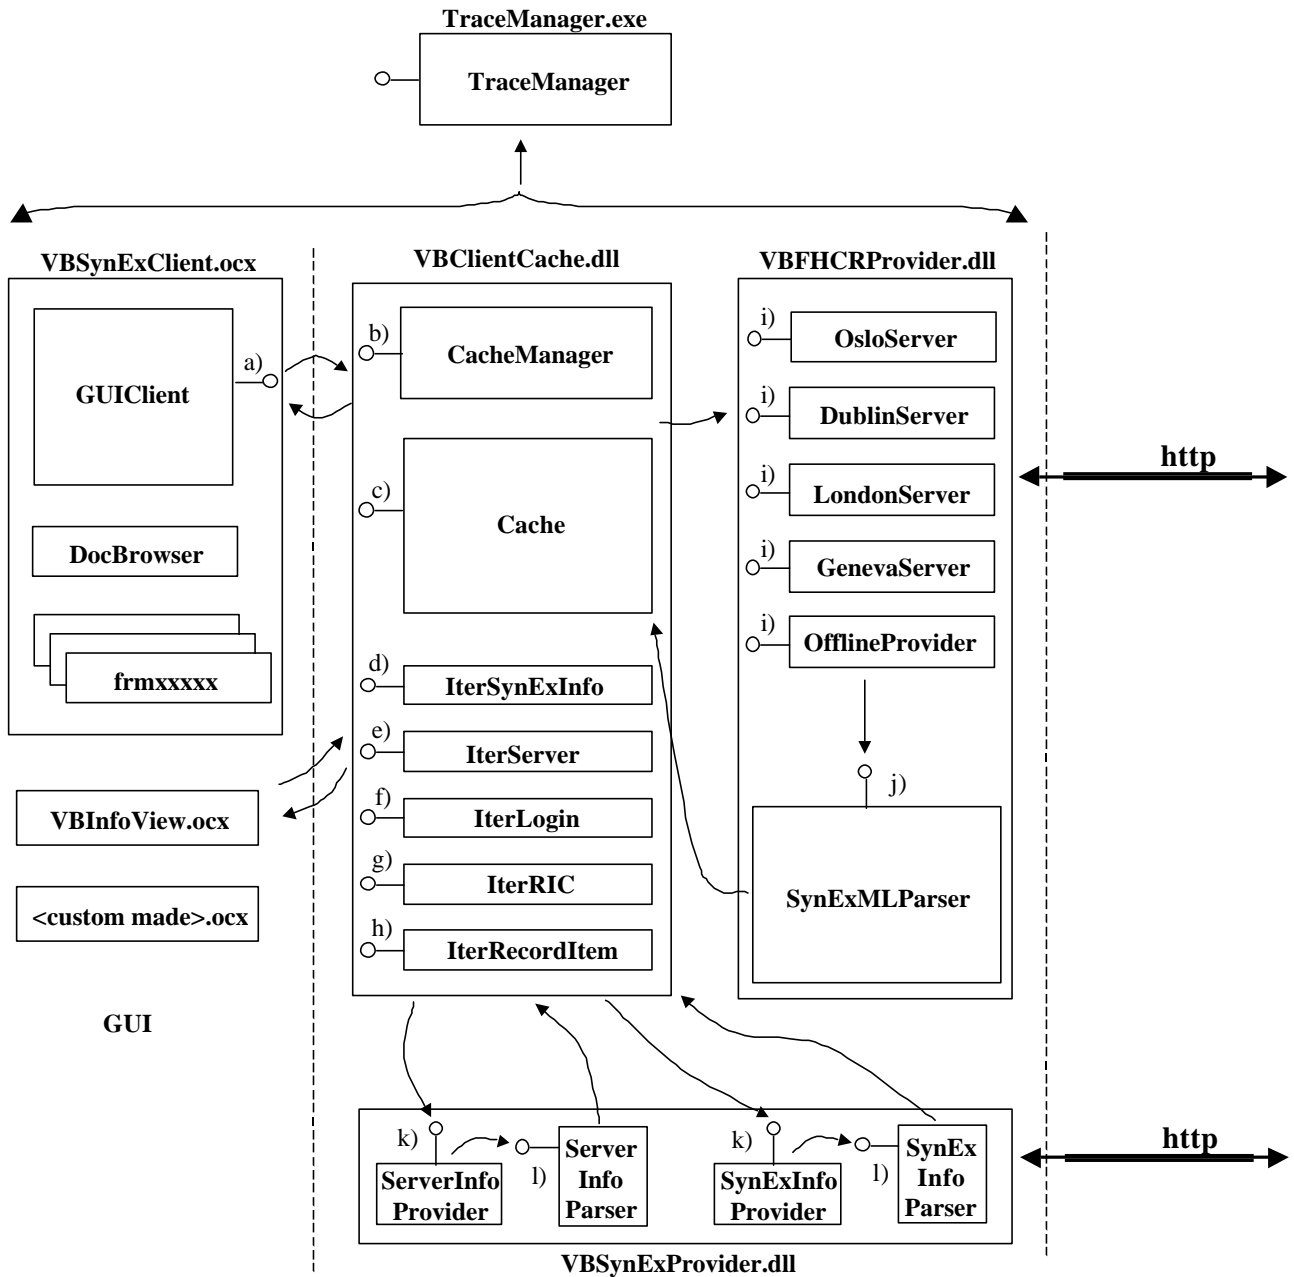 TraceManager.exe
TraceManager
VBSynExClient.ocx
GUIClient
a)
DocBrowser
frmxxxxx
VBInfoView.ocx
<custom made>.ocx
GUI
VBClientCache.dll
b)
CacheManager
c)
Cache
d)
IterSynExInfo
e)
IterServer
f)
IterLogin
g)
IterRIC
h)
IterRecordItem
VBFHCRProvider.dll
i)
OsloServer
i)
DublinServer
i)
LondonServer
i)
GenevaServer
i)
OfflineProvider
j)
SynExMLParser
http
k)
ServerInfo
Provider
l)
Server
Info
Parser
k)
SynExInfo
Provider
l)
SynEx
Info
Parser
http
VBSynExProvider.dll